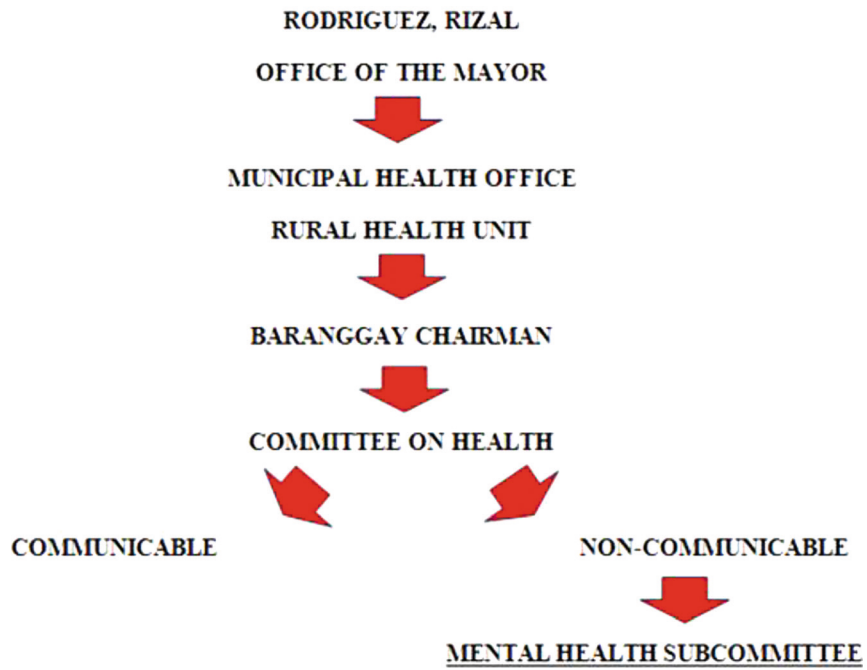 RODRIGUEZ, RIZAL
OFFICE OF THE MAYOR
MUNICIPAL HEALTH OFFICE
RURAL HEALTH UNIT
BARANGGAY CHAIRMAN
COMMITTEE ON HEALTH
COMMUNICABLE
NON-COMMUNICABLE
MENTAL HEALTH SUBCOMMITTEE